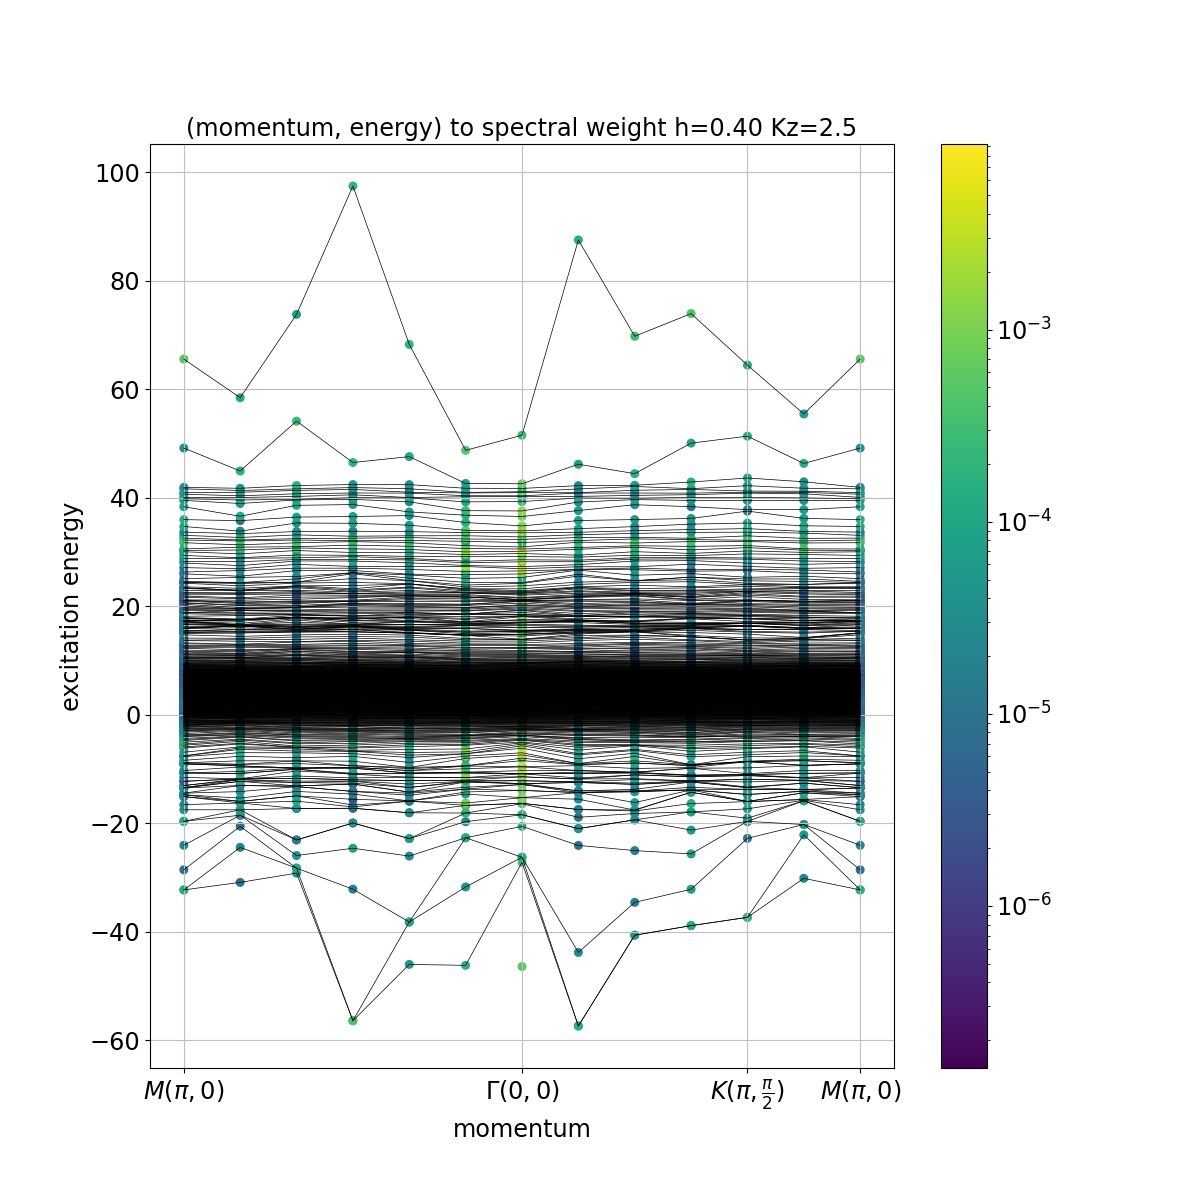 (momentum, energy) to spectral weight h=0.40 Kz=2.5
100
80
60
40
20
0
−20
−40
−60
excitation energy
M(π, 0)
Γ(0, 0)
K(π, π/2)
M(π, 0)
momentum
10⁻³
10⁻⁴
10⁻⁵
10⁻⁶